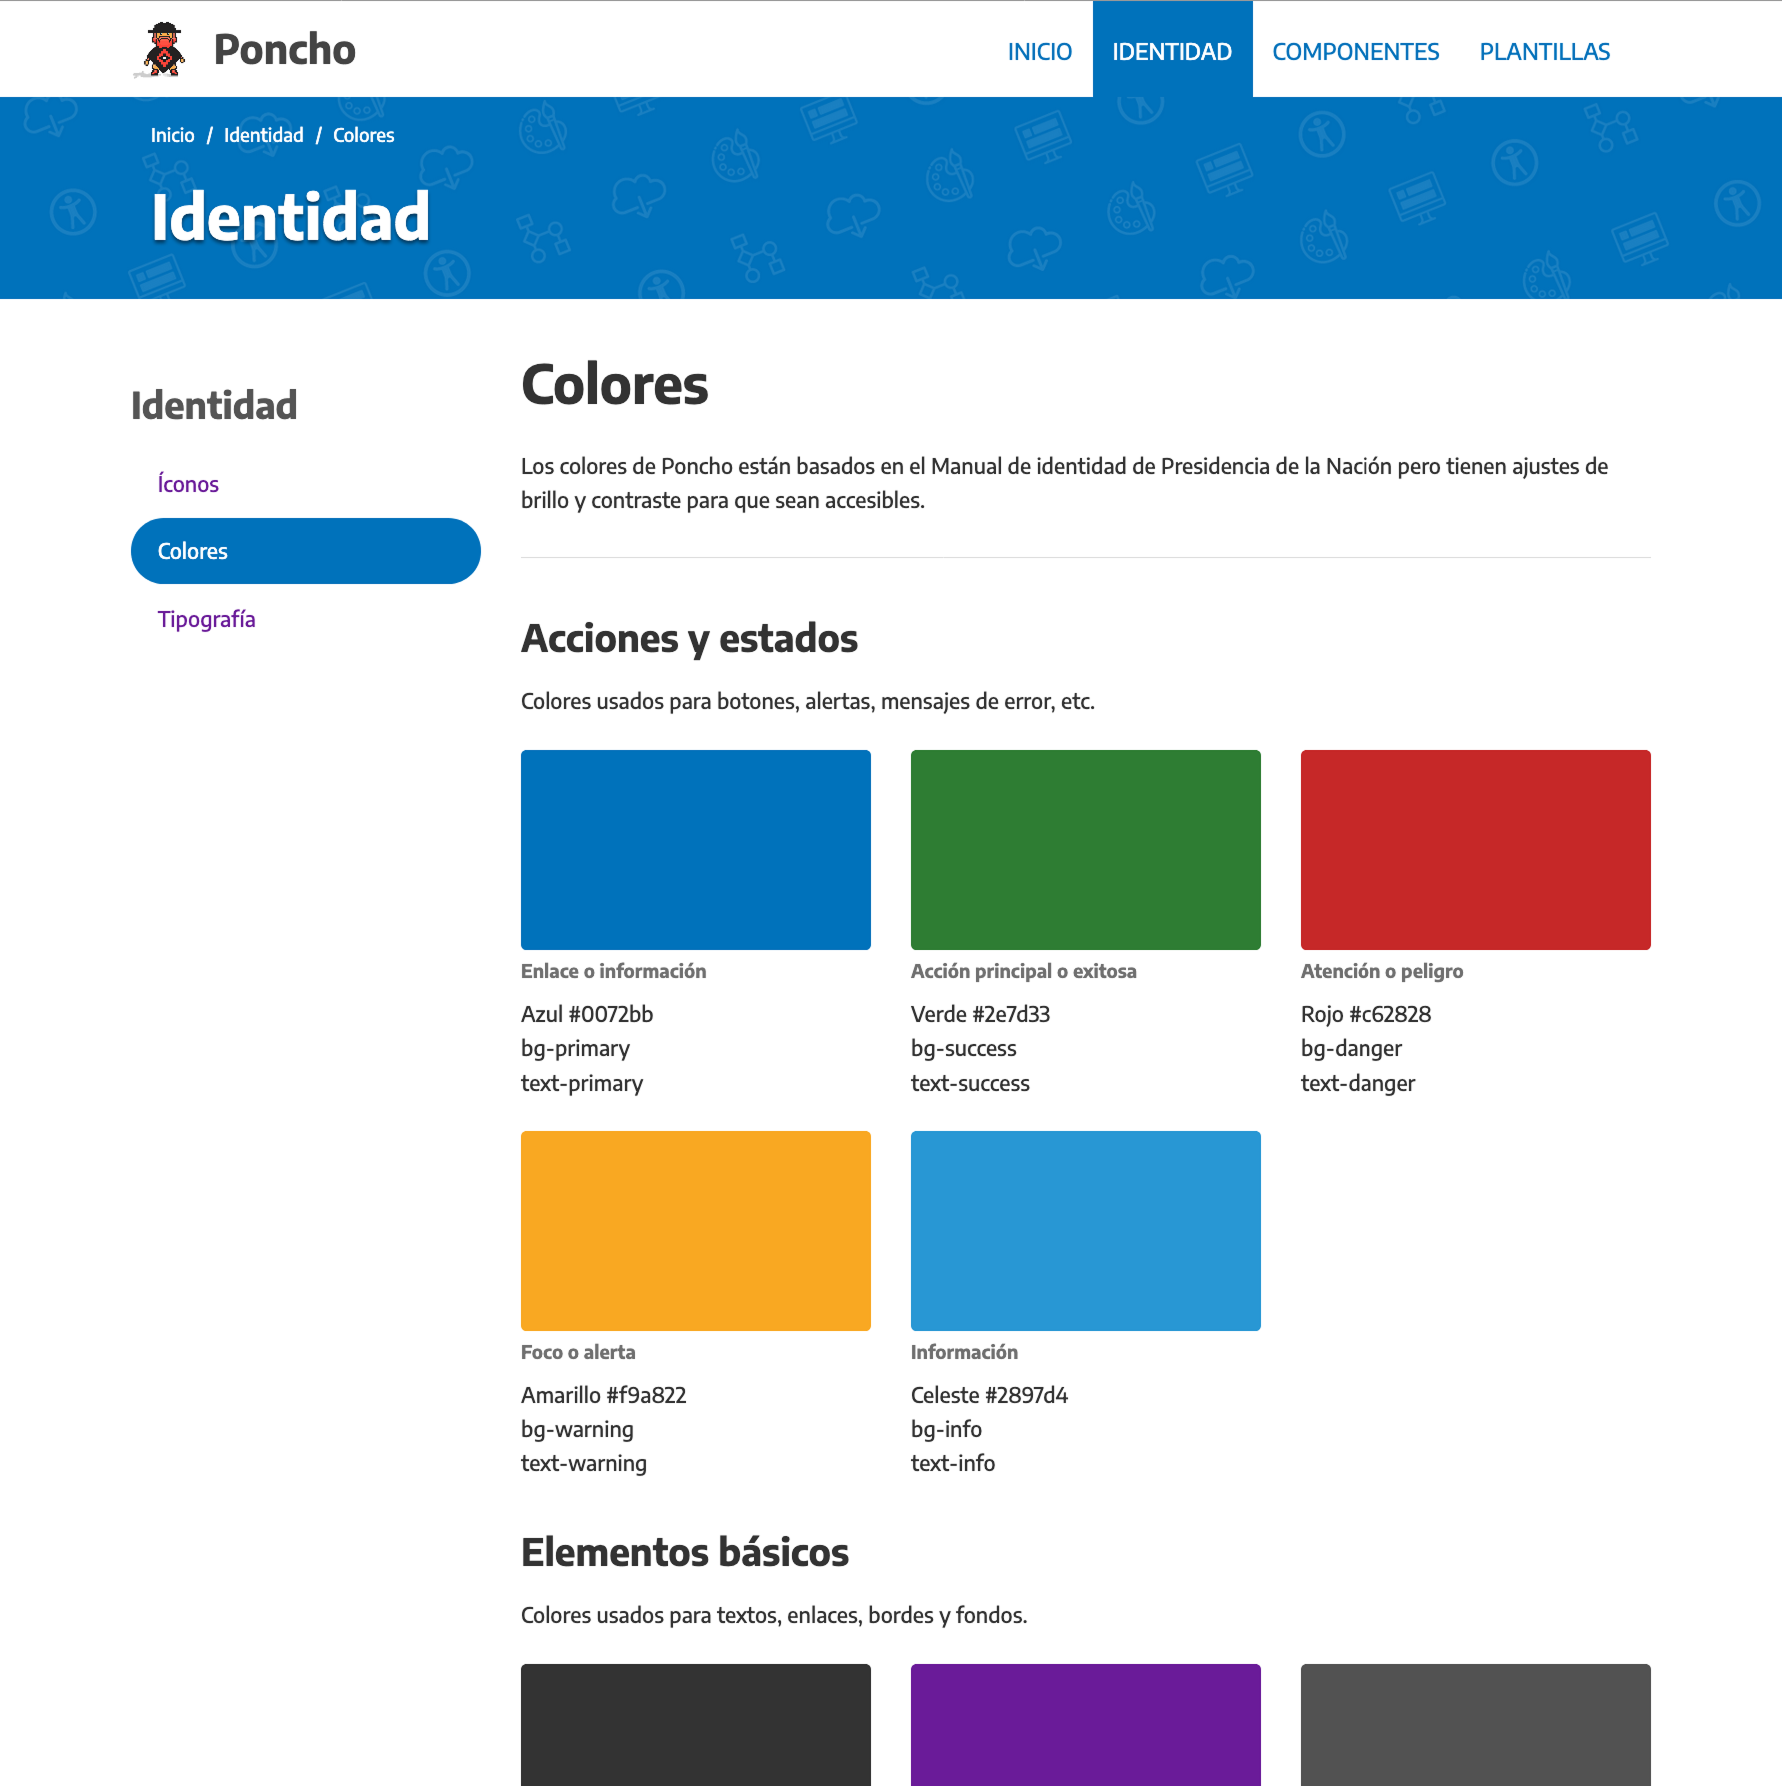 Poncho
INICIO
IDENTIDAD
COMPONENTES
PLANTILLAS
Inicio / Identidad / Colores
Identidad
Identidad
Íconos
Colores
Tipografía
Colores
Los colores de Poncho están basados en el Manual de identidad de Presidencia de la Nación pero tienen ajustes de
brillo y contraste para que sean accesibles.
Acciones y estados
Colores usados para botones, alertas, mensajes de error, etc.
Enlace o información
Azul #0072bb
bg-primary
text-primary
Acción principal o exitosa
Verde #2e7d33
bg-success
text-success
Atención o peligro
Rojo #c62828
bg-danger
text-danger
Foco o alerta
Amarillo #f9a822
bg-warning
text-warning
Información
Celeste #2897d4
bg-info
text-info
Elementos básicos
Colores usados para textos, enlaces, bordes y fondos.